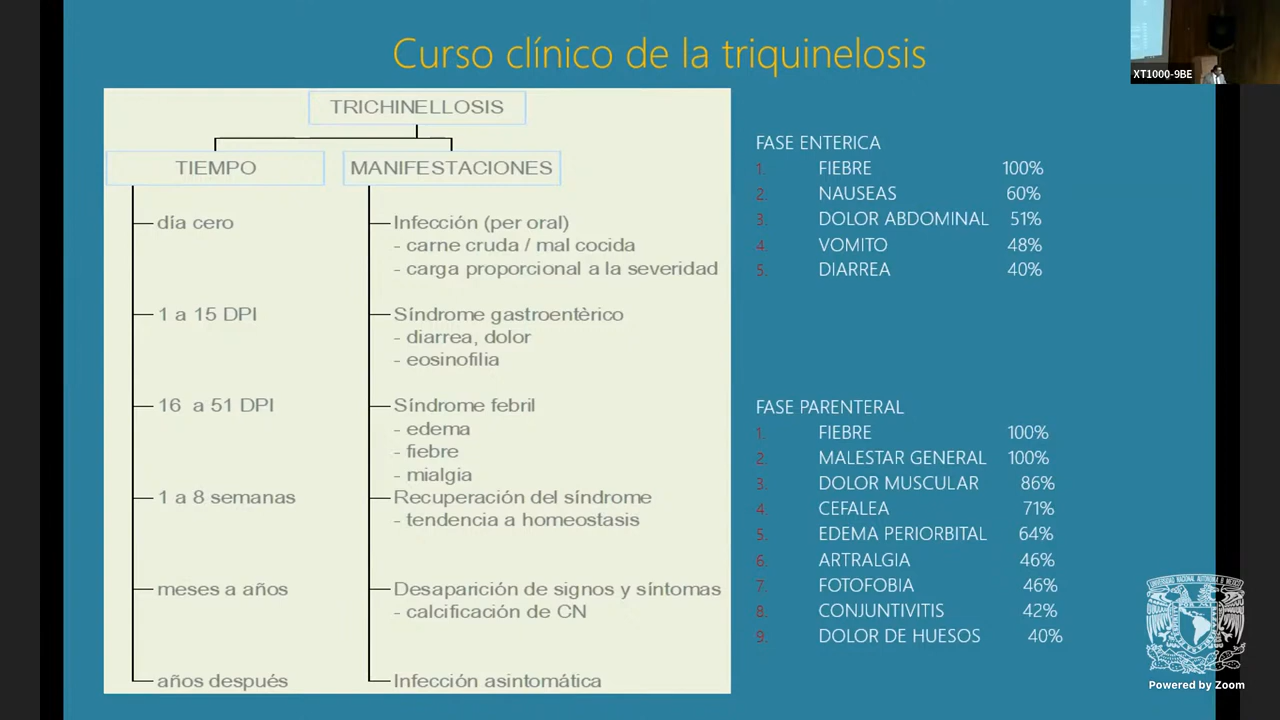 Curso clínico de la triquinelosis
XT1000-9BE
TRICHINELLOSIS
TIEMPO
MANIFESTACIONES
día cero
Infección (per oral)
- carne cruda / mal cocida
- carga proporcional a la severidad
1 a 15 DPI
Síndrome gastroentèrico
- diarrea, dolor
- eosinofilia
16 a 51 DPI
Síndrome febril
- edema
- fiebre
- mialgia
1 a 8 semanas
Recuperación del síndrome
- tendencia a homeostasis
meses a años
Desaparición de signos y síntomas
- calcificación de CN
años después
Infección asintomática
FASE ENTERICA
1. FIEBRE 100%
2. NAUSEAS 60%
3. DOLOR ABDOMINAL 51%
4. VOMITO 48%
5. DIARREA 40%
FASE PARENTERAL
1. FIEBRE 100%
2. MALESTAR GENERAL 100%
3. DOLOR MUSCULAR 86%
4. CEFALEA 71%
5. EDEMA PERIORBITAL 64%
6. ARTRALGIA 46%
7. FOTOFOBIA 46%
8. CONJUNTIVITIS 42%
9. DOLOR DE HUESOS 40%
Powered by Zoom